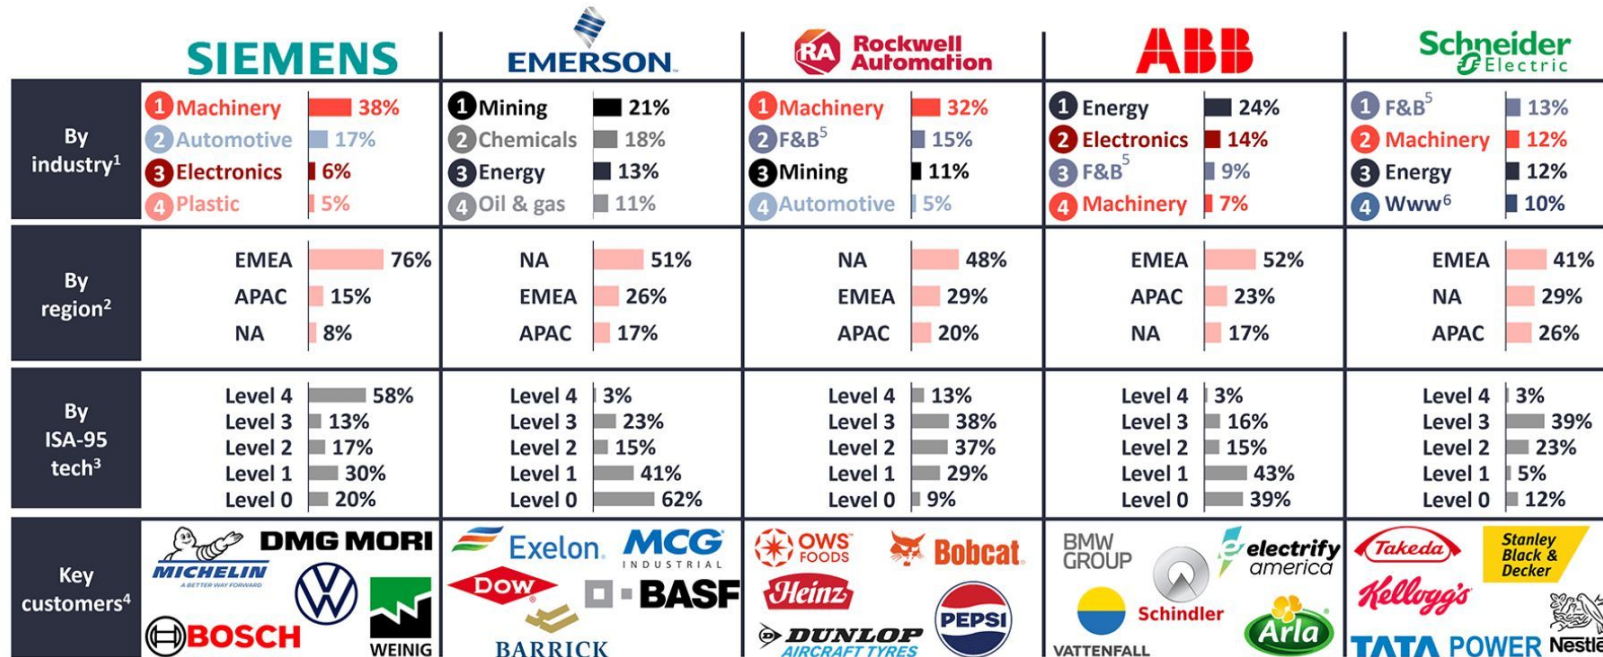 SIEMENS
EMERSON™
RA Rockwell Automation
ABB
Schneider Electric
By industry¹
1 Machinery 38%
2 Automotive 17%
3 Electronics 6%
4 Plastic 5%
1 Mining 21%
2 Chemicals 18%
3 Energy 13%
4 Oil & gas 11%
1 Machinery 32%
2 F&B⁵ 15%
3 Mining 11%
4 Automotive 5%
1 Energy 24%
2 Electronics 14%
3 F&B⁵ 9%
4 Machinery 7%
1 F&B⁵ 13%
2 Machinery 12%
3 Energy 12%
4 Www⁶ 10%
By region²
EMEA 76%
APAC 15%
NA 8%
NA 51%
EMEA 26%
APAC 17%
NA 48%
EMEA 29%
APAC 20%
EMEA 52%
APAC 23%
NA 17%
EMEA 41%
NA 29%
APAC 26%
By ISA-95 tech³
Level 4 58%
Level 3 13%
Level 2 17%
Level 1 30%
Level 0 20%
Level 4 3%
Level 3 23%
Level 2 15%
Level 1 41%
Level 0 62%
Level 4 13%
Level 3 38%
Level 2 37%
Level 1 29%
Level 0 9%
Level 4 3%
Level 3 16%
Level 2 15%
Level 1 43%
Level 0 39%
Level 4 3%
Level 3 39%
Level 2 23%
Level 1 5%
Level 0 12%
Key customers⁴
MICHELIN
A BETTER WAY FORWARD
DMG MORI
VW
BOSCH
WEINIG
Exelon.
MCG
INDUSTRIAL
DOW
BASF
BARRICK
OWS™
FOODS
Bobcat.
Heinz
PEPSI
DUNLOP
AIRCRAFT TYRES
BMW
GROUP
Schindler
electrify
america
VATTENFALL
Arla
Takeda
Stanley
Black &
Decker
Kellogg's
TATA POWER
Nestlé